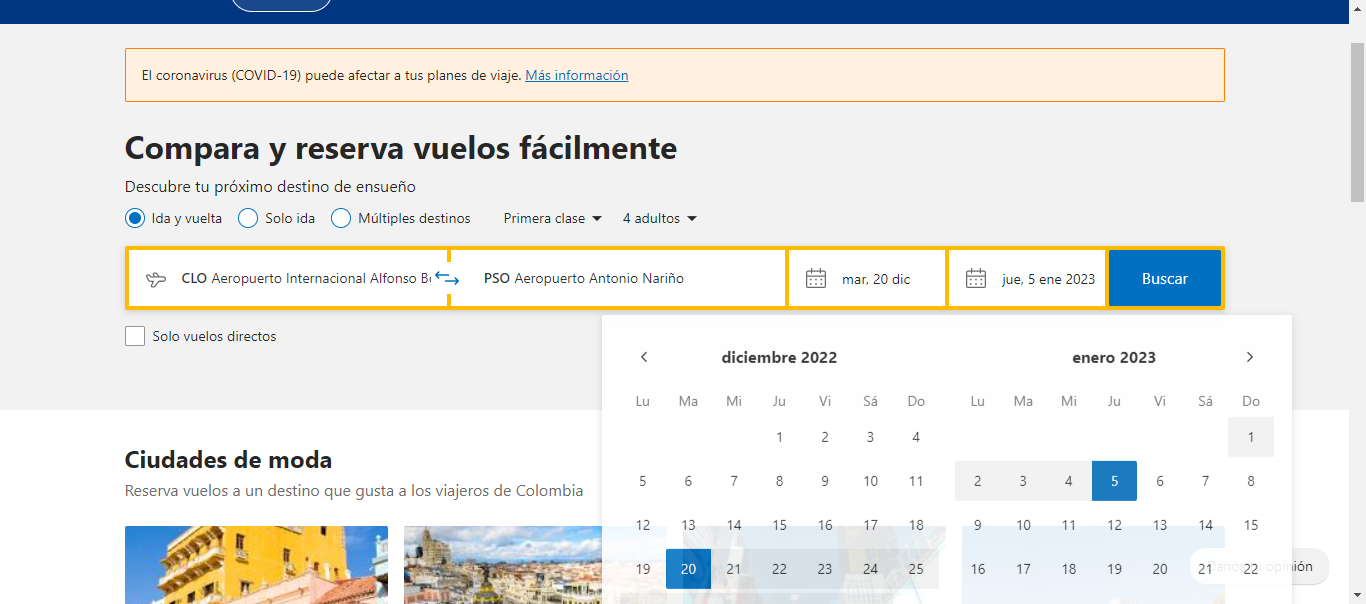 El coronavirus (COVID-19) puede afectar a tus planes de viaje. Más información
Compara y reserva vuelos fácilmente
Descubre tu próximo destino de ensueño
Ida y vuelta Solo ida Múltiples destinos Primera clase 4 adultos
CLO Aeropuerto Internacional Alfonso PSO Aeropuerto Antonio Nariño mar, 20 dic jue, 5 ene 2023 Buscar
Solo vuelos directos
diciembre 2022 enero 2023
Lu Ma Mi Ju Vi Sá Do Lu Ma Mi Ju Vi Sá Do
1 2 3 4 1
5 6 7 8 9 10 11 2 3 4 5 6 7 8
12 13 14 15 16 17 18 9 10 11 12 13 14 15
19 20 21 22 23 24 25 16 17 18 19 20 21 22
Ciudades de moda
Reserva vuelos a un destino que gusta a los viajeros de Colombia
opinión